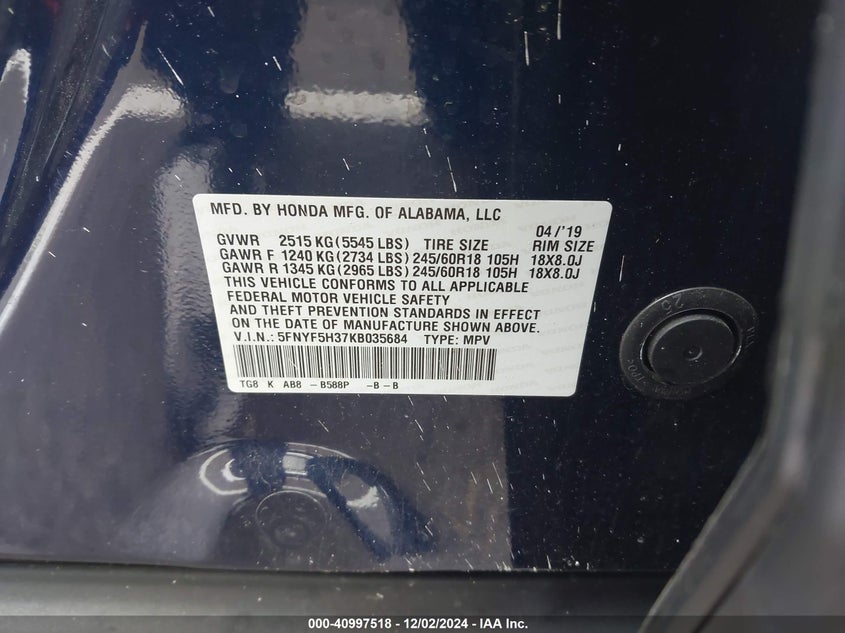 MFD. BY HONDA MFG. OF ALABAMA, LLC
04/'19
GVWR 2515 KG (5545 LBS) TIRE SIZE RIM SIZE
GAWR F 1240 KG (2734 LBS) 245/60R18 105H 18X8.0J
GAWR R 1345 KG (2965 LBS) 245/60R18 105H 18X8.0J
THIS VEHICLE CONFORMS TO ALL APPLICABLE
FEDERAL MOTOR VEHICLE SAFETY
AND THEFT PREVENTION STANDARDS IN EFFECT
ON THE DATE OF MANUFACTURE SHOWN ABOVE.
V.I.N.: 5FNYF5H37KB035684 TYPE: MPV
TG8 K AB8 - B588P -B - B
25
000-40997518 - 12/02/2024 - IAA Inc.